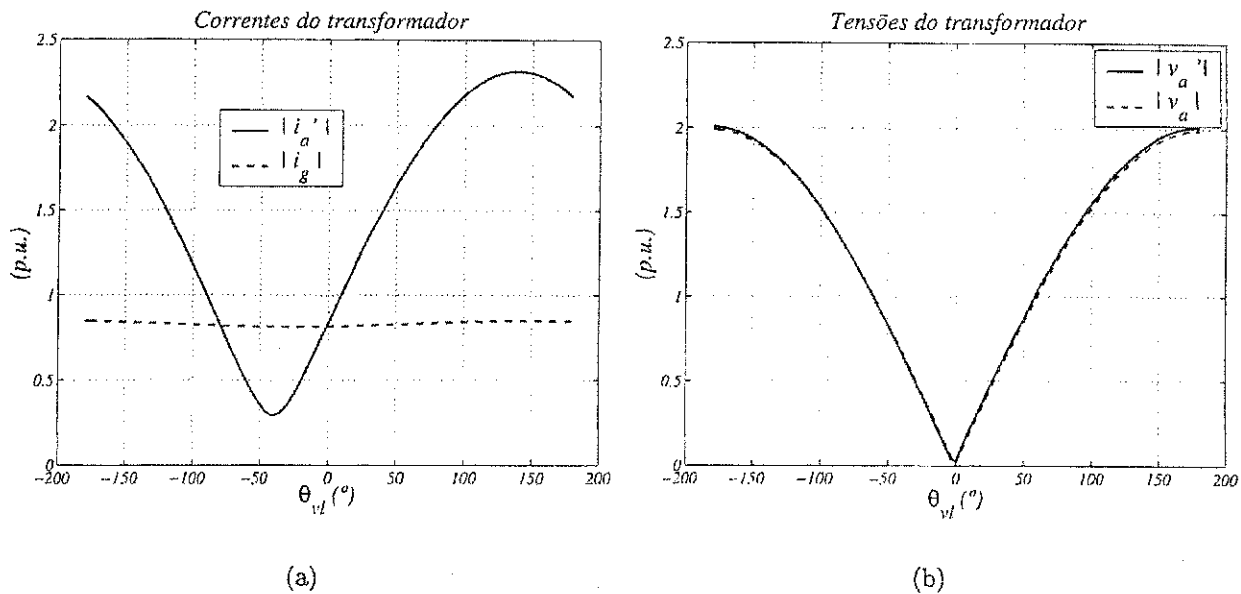 Correntes do transformador
2.5
2
1.5
1
0.5
0
(p.u.)
| i_a' |
| i_g |
−200 −150 −100 −50 0 50 100 150 200
θ_vl (º)
(a)
Tensões do transformador
2.5
2
1.5
1
0.5
0
(p.u.)
| v_a '|
| v_a |
−200 −150 −100 −50 0 50 100 150 200
θ_vl (º)
(b)